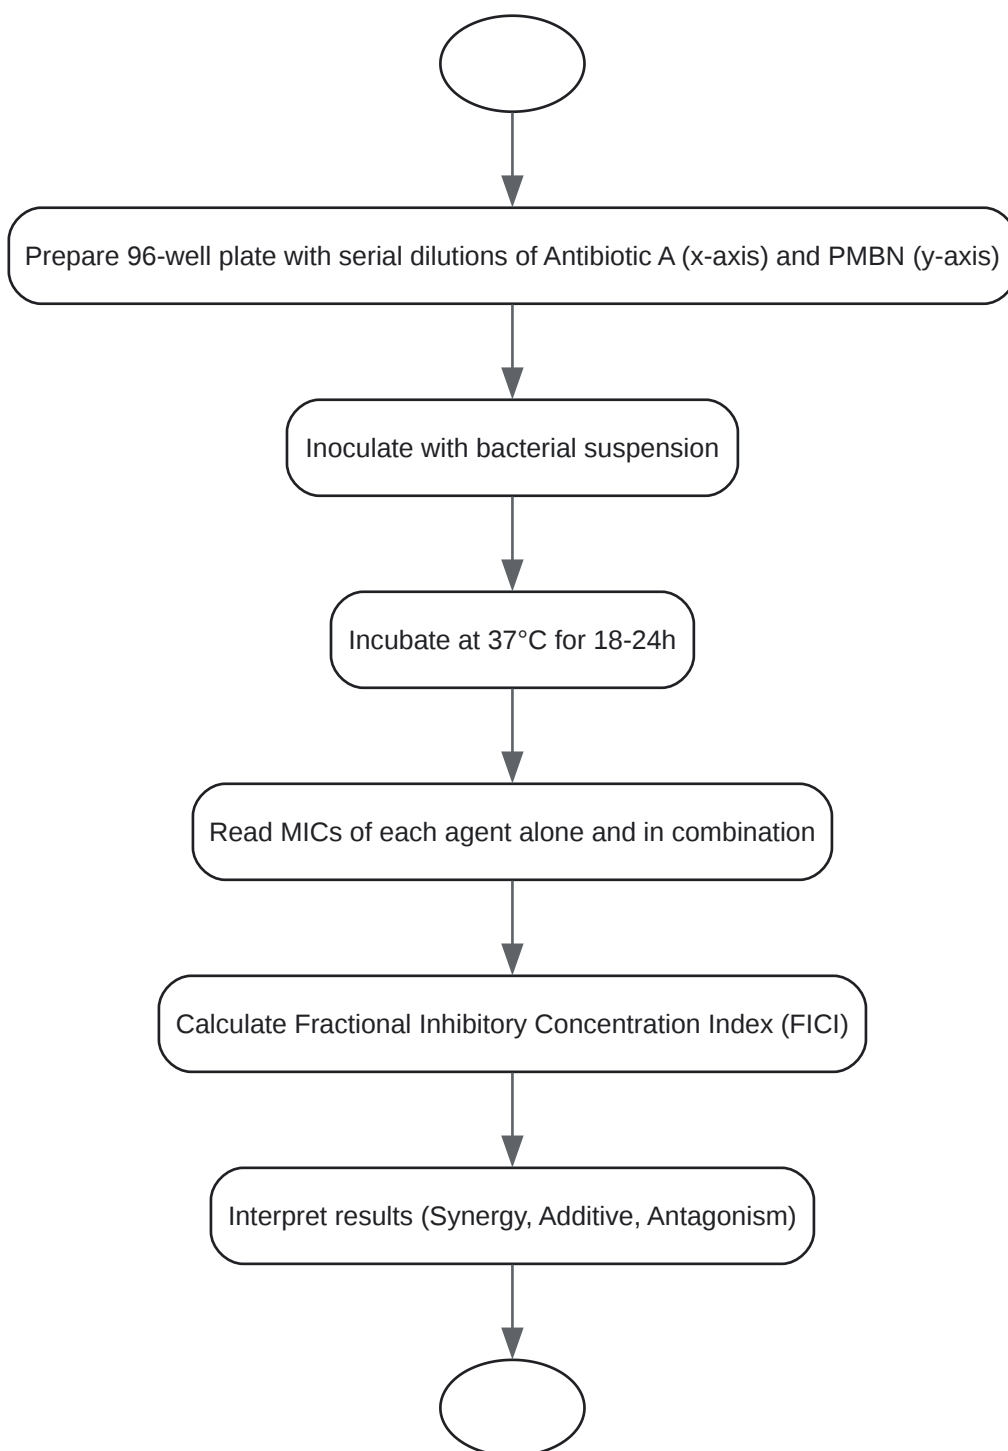 Prepare 96-well plate with serial dilutions of Antibiotic A (x-axis) and PMBN (y-axis)
Inoculate with bacterial suspension
Incubate at 37°C for 18-24h
Read MICs of each agent alone and in combination
Calculate Fractional Inhibitory Concentration Index (FICI)
Interpret results (Synergy, Additive, Antagonism)